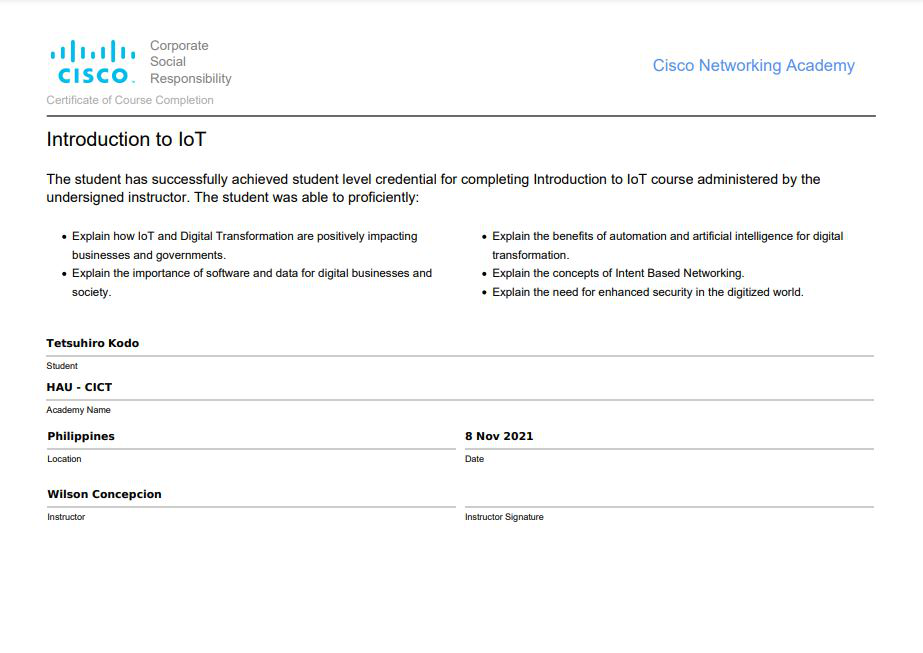 Corporate
Social
Responsibility
CISCO.
Cisco Networking Academy
Certificate of Course Completion
Introduction to IoT
The student has successfully achieved student level credential for completing Introduction to IoT course administered by the
undersigned instructor. The student was able to proficiently:
• Explain how IoT and Digital Transformation are positively impacting
businesses and governments.
• Explain the importance of software and data for digital businesses and
society.
• Explain the benefits of automation and artificial intelligence for digital
transformation.
• Explain the concepts of Intent Based Networking.
• Explain the need for enhanced security in the digitized world.
Tetsuhiro Kodo
Student
HAU - CICT
Academy Name
Philippines
Location
8 Nov 2021
Date
Wilson Concepcion
Instructor
Instructor Signature